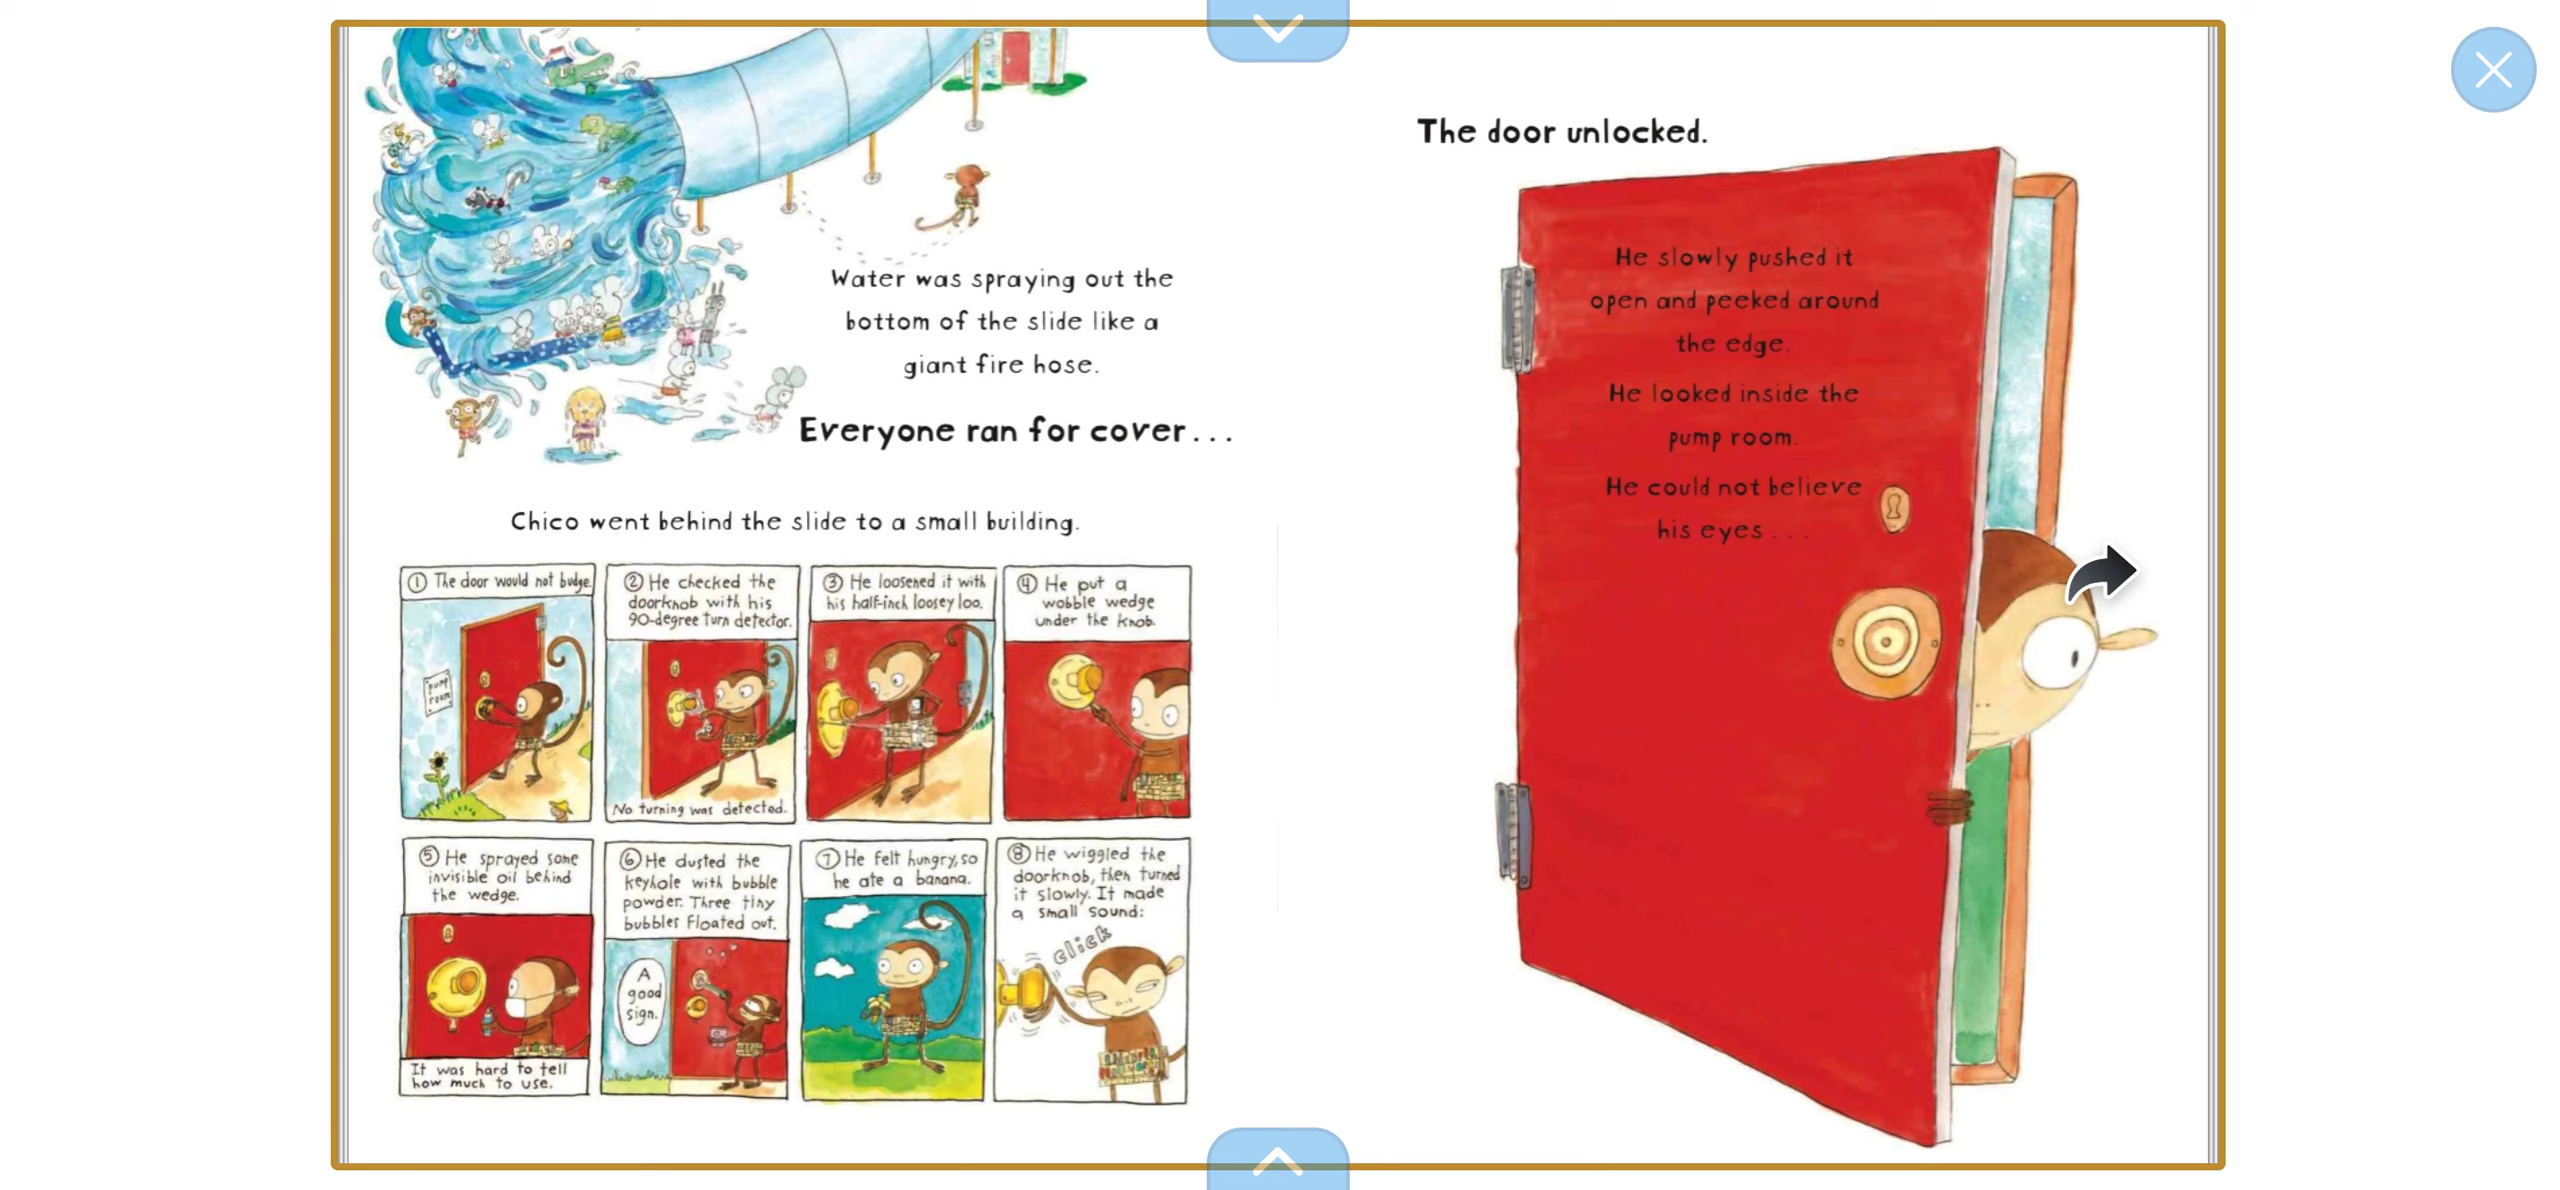 Water was spraying out the
bottom of the slide like a
giant fire hose.
Everyone ran for cover...
Chico went behind the slide to a small building.
① The door would not budge.
pump
room
② He checked the
doorknob with his
90-degree turn detector.
No turning was detected.
③ He loosened it with
his half-inch loosey loo.
④ He put a
wobble wedge
under the knob.
⑤ He sprayed some
invisible oil behind
the wedge.
It was hard to tell
how much to use.
⑥ He dusted the
keyhole with bubble
powder. Three tiny
bubbles floated out.
A
good
sign.
⑦ He felt hungry, so
he ate a banana.
⑧ He wiggled the
doorknob, then turned
it slowly. It made
a small sound:
click
The door unlocked.
He slowly pushed it
open and peeked around
the edge.
He looked inside the
pump room.
He could not believe
his eyes . . .